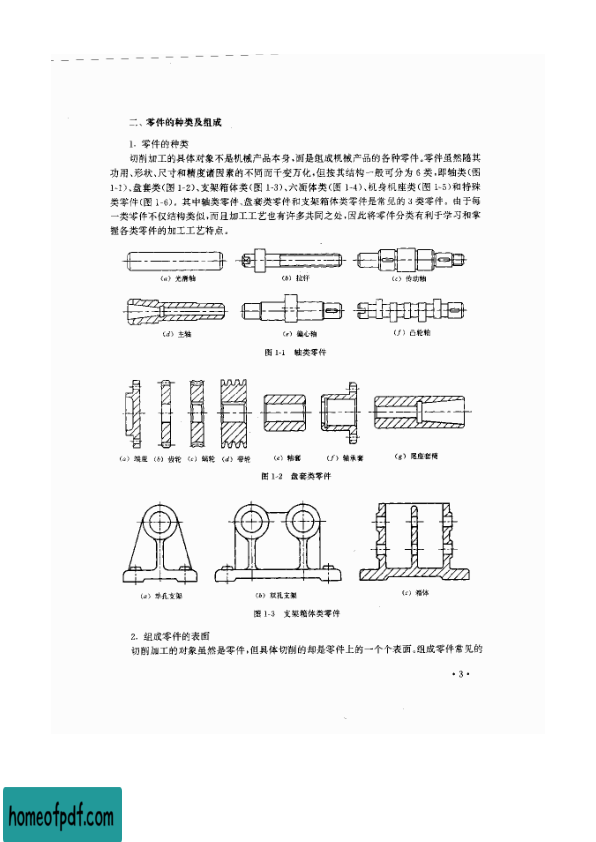 二、零件的种类及组成
1. 零件的种类
切削加工的具体对象不是机械产品本身,而是组成机械产品的各种零件。零件虽然随其
功用、形状、尺寸和精度诸因素的不同而千变万化,但按其结构一般可分为 6 类,即轴类(图
1-1)、盘套类(图 1-2)、支架箱体类(图 1-3)、六面体类(图 1-4)、机身机座类(图 1-5)和特殊
类零件(图 1-6)。其中轴类零件、盘套类零件和支架箱体类零件是常见的 3 类零件。由于每
一类零件不仅结构类似,而且加工工艺也有许多共同之处,因此将零件分类有利于学习和掌
握各类零件的加工工艺特点。
(a) 光滑轴 (b) 拉杆 (c) 传动轴
(d) 主轴 (e) 偏心轴 (f) 凸轮轴
图 1-1 轴类零件
(a) 端盖 (b) 齿轮 (c) 蜗轮 (d) 带轮 (e) 轴套 (f) 轴承套 (g) 尾座套筒
图 1-2 盘套类零件
(a) 单孔支架 (b) 双孔支架 (c) 箱体
图 1-3 支架箱体类零件
2. 组成零件的表面
切削加工的对象虽然是零件,但具体切削的却是零件上的一个个表面。组成零件常见的
· 3 ·
homeofpdf.com